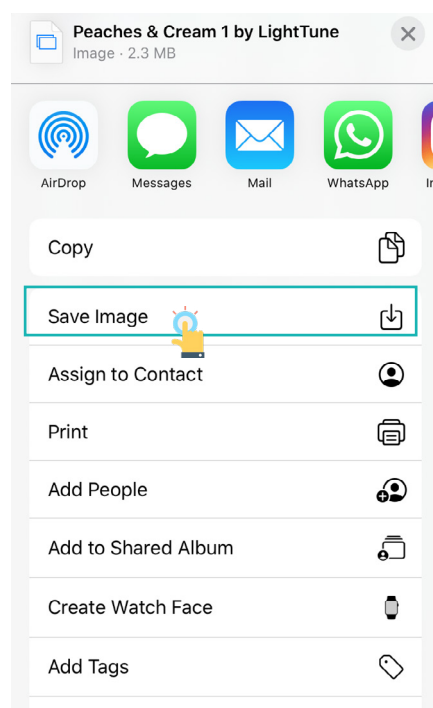 Peaches & Cream 1 by LightTune
Image · 2.3 MB
AirDrop Messages Mail WhatsApp
Copy
Save Image
Assign to Contact
Print
Add People
Add to Shared Album
Create Watch Face
Add Tags